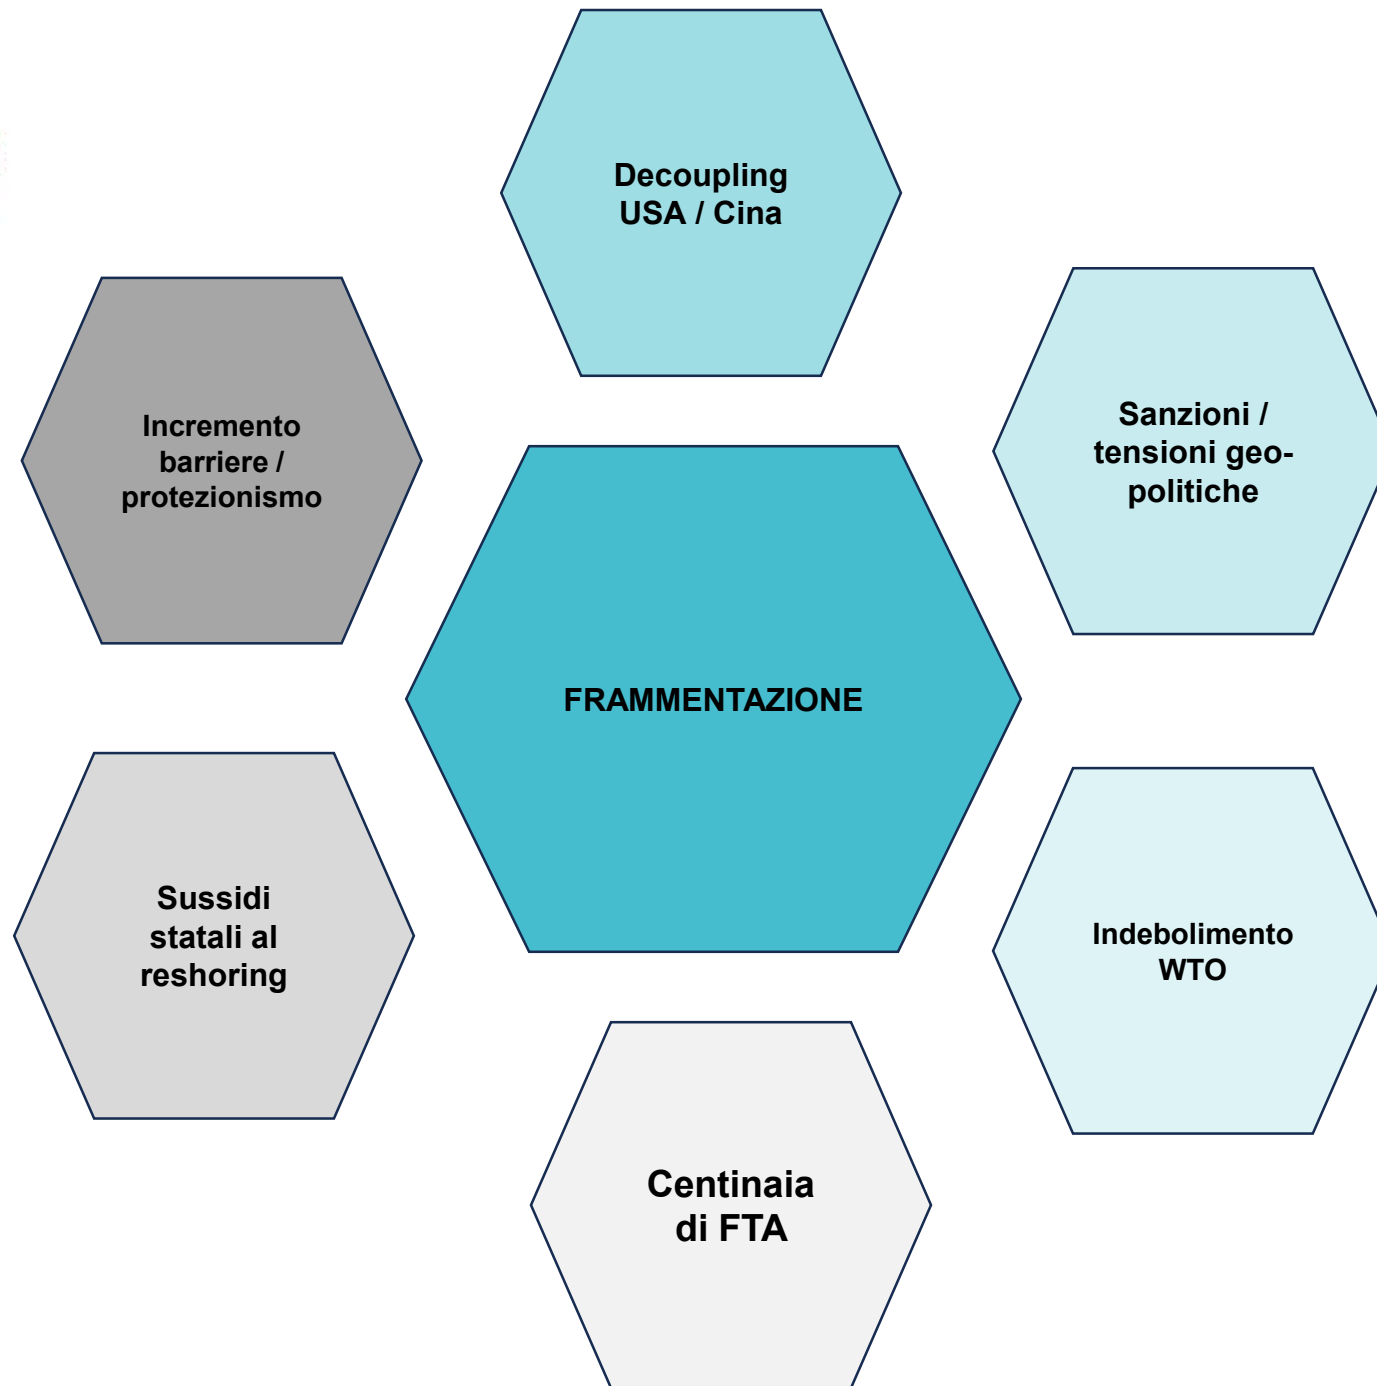 Decoupling
USA / Cina
Incremento
barriere /
protezionismo
Sanzioni /
tensioni geo-
politiche
FRAMMENTAZIONE
Sussidi
statali al
reshoring
Indebolimento
WTO
Centinaia
di FTA